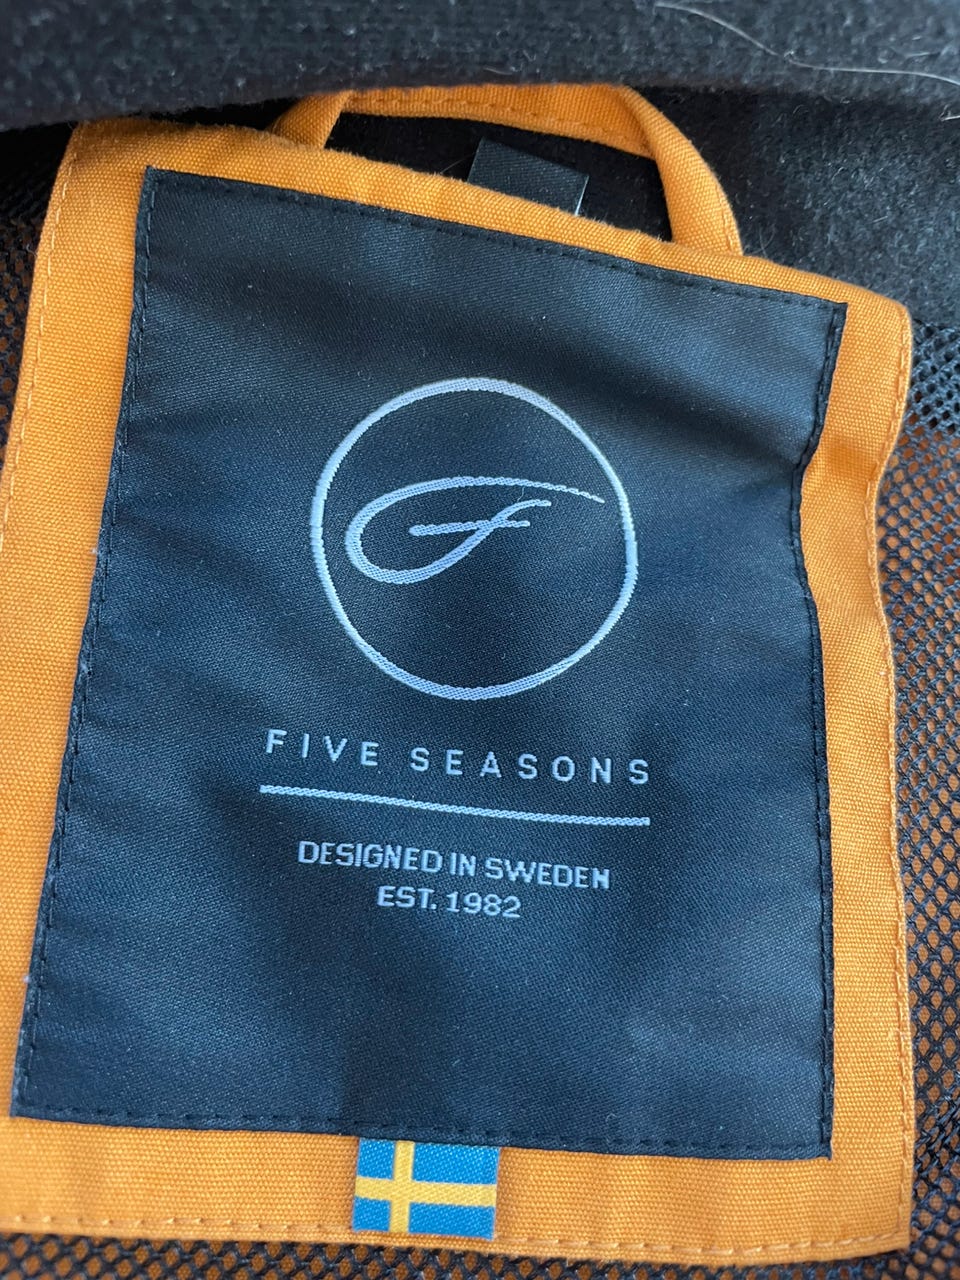 FIVE SEASONS
DESIGNED IN SWEDEN
EST. 1982